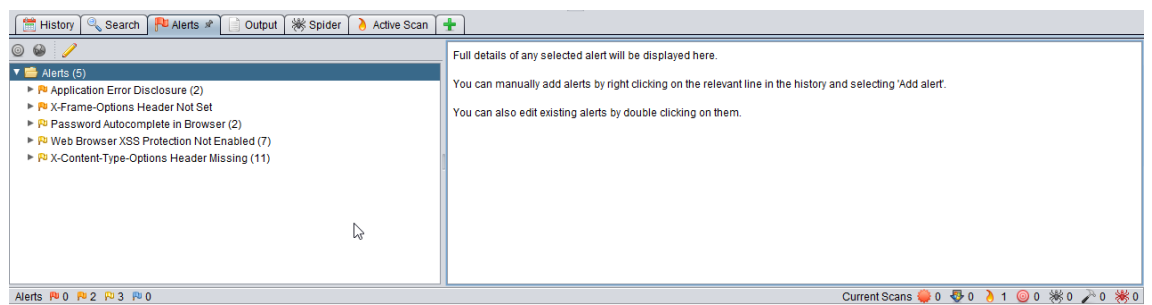 History Search Alerts Output Spider Active Scan
Full details of any selected alert will be displayed here.
You can manually add alerts by right clicking on the relevant line in the history and selecting 'Add alert'.
You can also edit existing alerts by double clicking on them.
Alerts (5)
Application Error Disclosure (2)
X-Frame-Options Header Not Set
Password Autocomplete in Browser (2)
Web Browser XSS Protection Not Enabled (7)
X-Content-Type-Options Header Missing (11)
Alerts 0 2 3 0 Current Scans 0 0 1 0 0 0 0